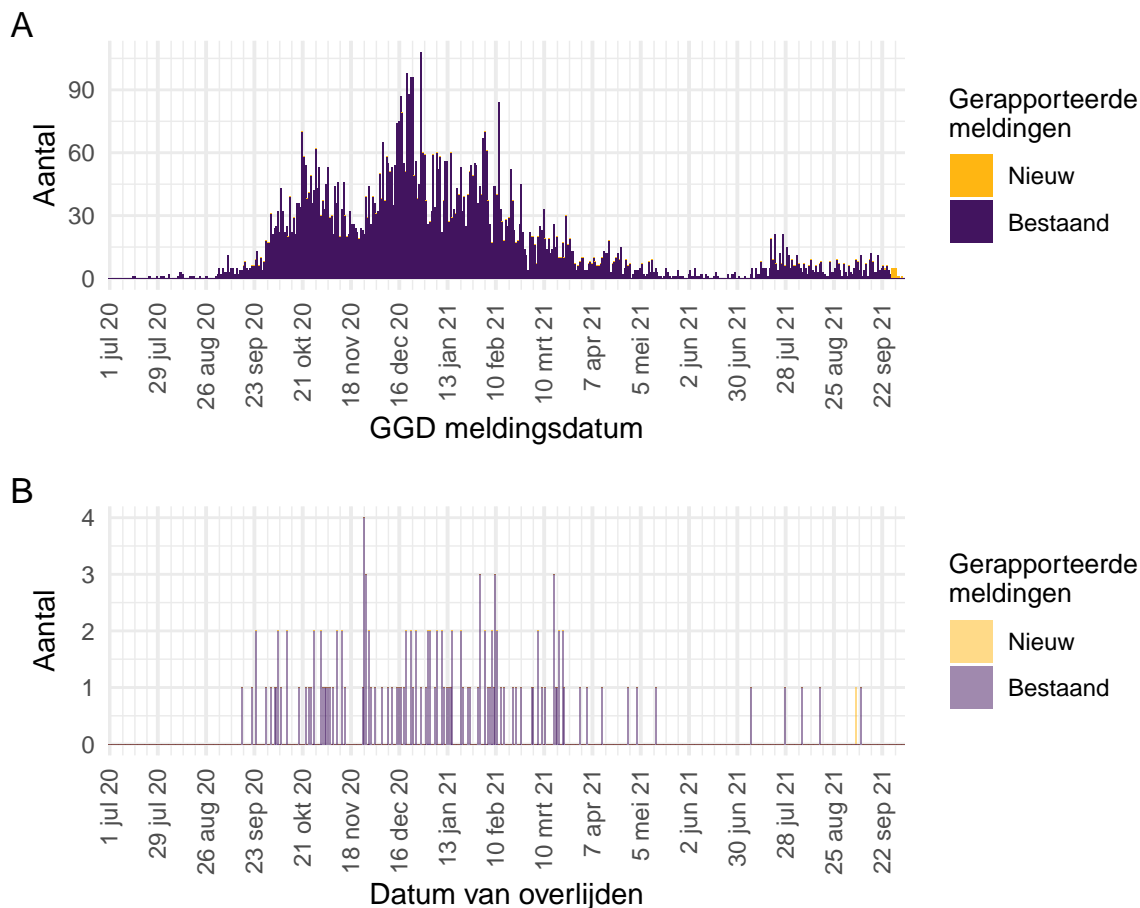 A
Aantal
90
60
30
0
1 jul 20
29 jul 20
26 aug 20
23 sep 20
21 okt 20
18 nov 20
16 dec 20
13 jan 21
10 feb 21
10 mrt 21
7 apr 21
5 mei 21
2 jun 21
30 jun 21
28 jul 21
25 aug 21
22 sep 21
GGD meldingsdatum
Gerapporteerde
meldingen
Nieuw
Bestaand
B
Aantal
4
3
2
1
0
1 jul 20
29 jul 20
26 aug 20
23 sep 20
21 okt 20
18 nov 20
16 dec 20
13 jan 21
10 feb 21
10 mrt 21
7 apr 21
5 mei 21
2 jun 21
30 jun 21
28 jul 21
25 aug 21
22 sep 21
Datum van overlijden
Gerapporteerde
meldingen
Nieuw
Bestaand